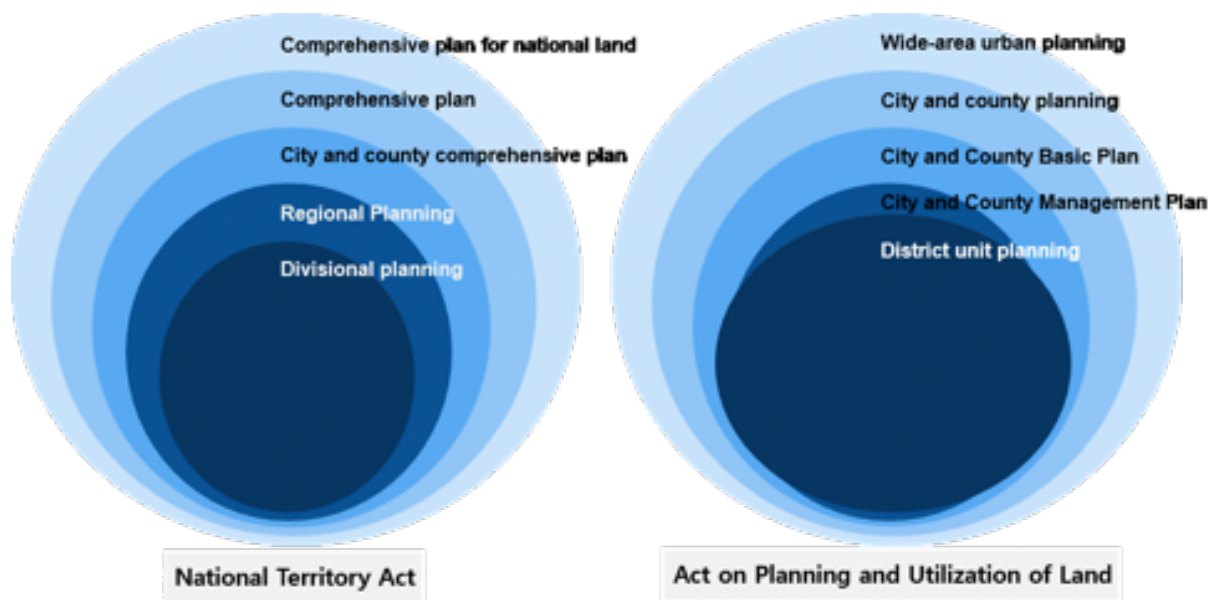 Comprehensive plan for national land
Comprehensive plan
City and county comprehensive plan
Regional Planning
Divisional planning
National Territory Act
Wide-area urban planning
City and county planning
City and County Basic Plan
City and County Management Plan
District unit planning
Act on Planning and Utilization of Land